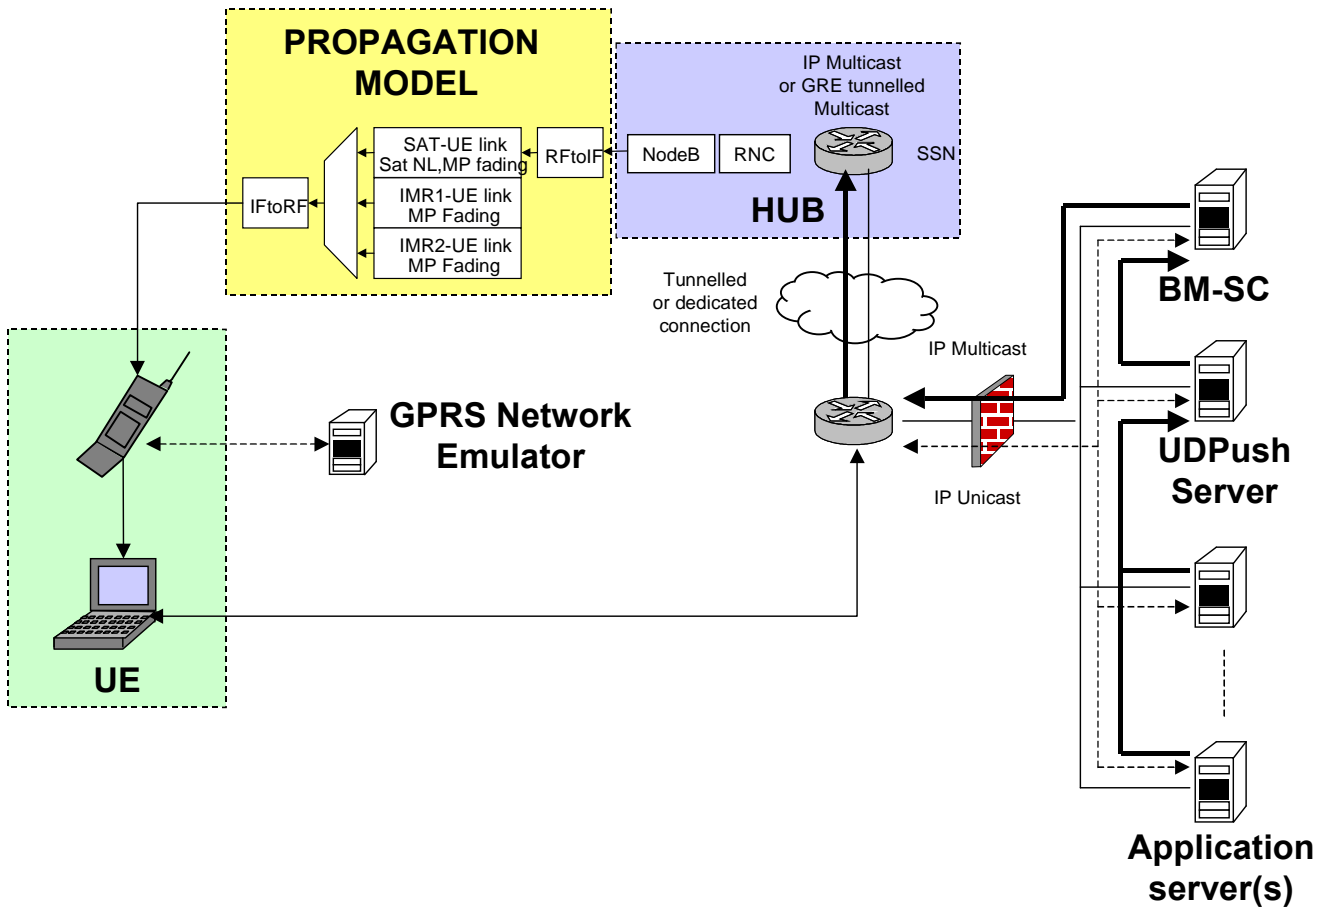 PROPAGATION
MODEL
IP Multicast
or GRE tunnelled
Multicast
SAT-UE link
Sat NL,MP fading
RFtoIF
NodeB
RNC
SSN
IFtoRF
IMR1-UE link
MP Fading
HUB
IMR2-UE link
MP Fading
Tunnelled
or dedicated
connection
BM-SC
IP Multicast
GPRS Network
Emulator
UDPush
Server
IP Unicast
UE
Application
server(s)